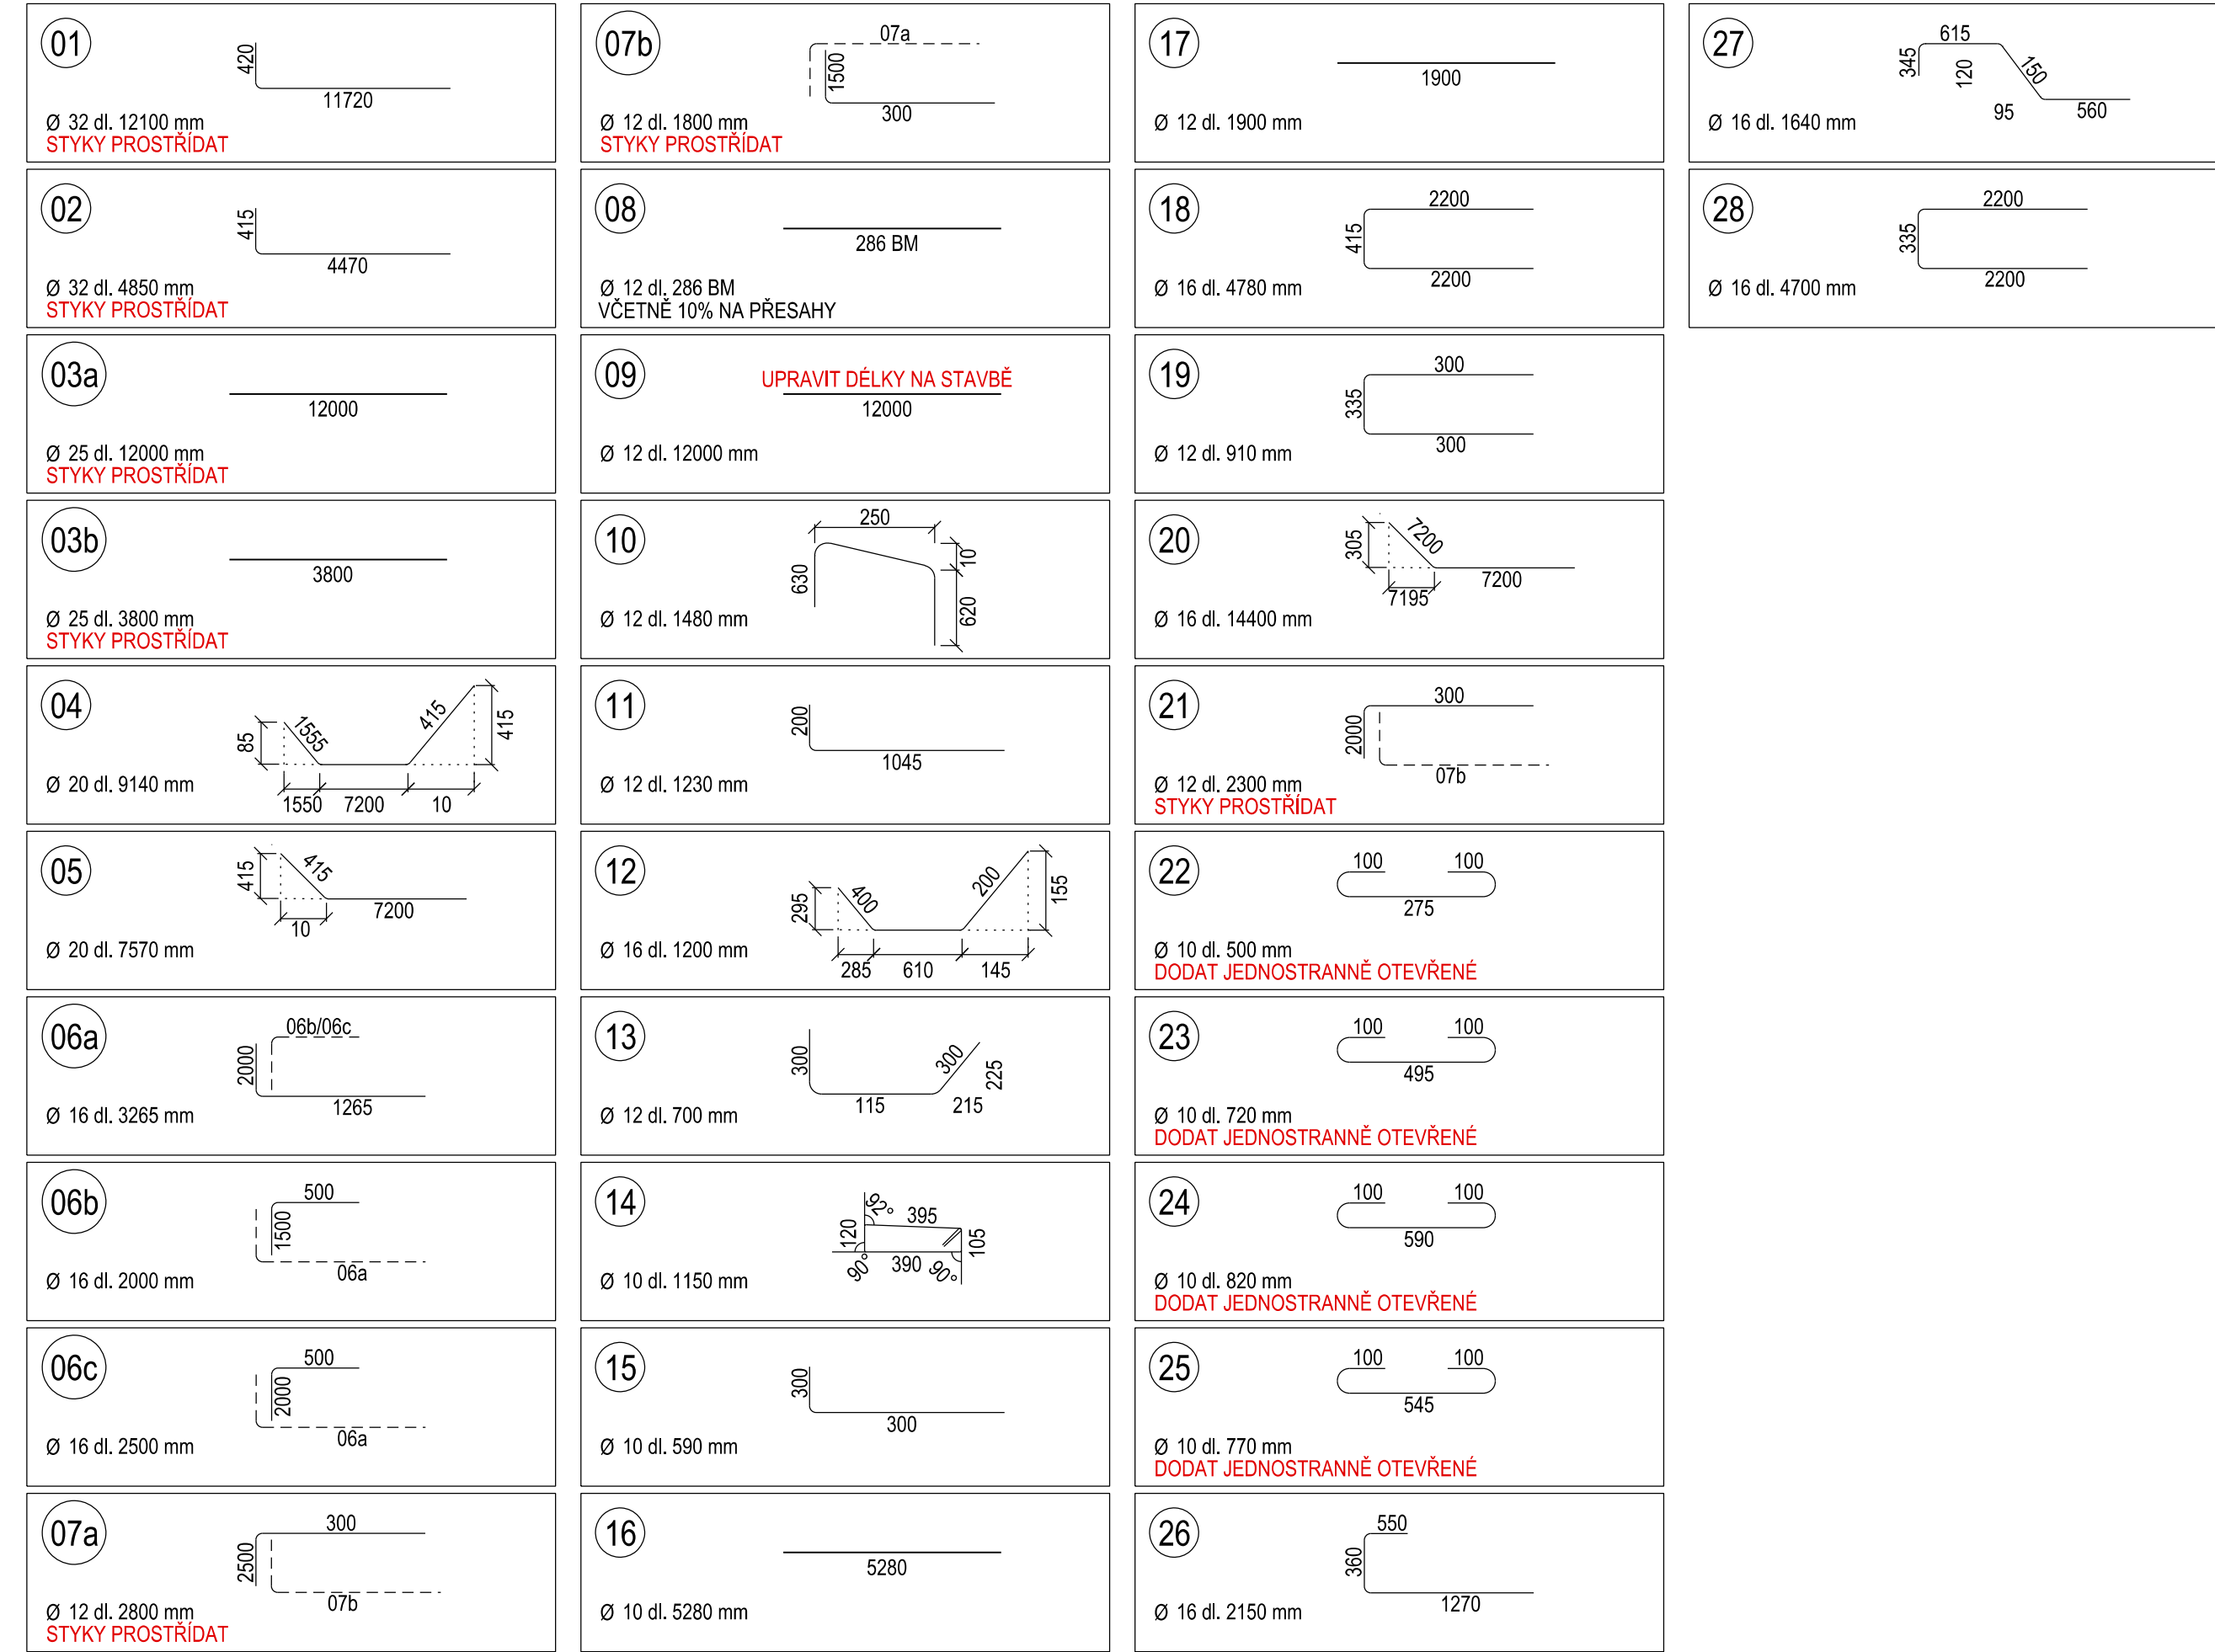 01
420
11720
Ø 32 dl. 12100 mm
STYKY PROSTŘÍDAT
02
415
4470
Ø 32 dl. 4850 mm
STYKY PROSTŘÍDAT
03a
12000
Ø 25 dl. 12000 mm
STYKY PROSTŘÍDAT
03b
3800
Ø 25 dl. 3800 mm
STYKY PROSTŘÍDAT
04
85
1555
415
415
1550
7200
10
Ø 20 dl. 9140 mm
05
415
415
7200
10
Ø 20 dl. 7570 mm
06a
06b/06c
2000
1265
Ø 16 dl. 3265 mm
06b
500
1500
06a
Ø 16 dl. 2000 mm
06c
500
2000
06a
Ø 16 dl. 2500 mm
07a
300
2500
07b
Ø 12 dl. 2800 mm
STYKY PROSTŘÍDAT
07b
07a
1500
300
Ø 12 dl. 1800 mm
STYKY PROSTŘÍDAT
08
286 BM
Ø 12 dl. 286 BM
VČETNĚ 10% NA PŘESAHY
09
UPRAVIT DÉLKY NA STAVBĚ
12000
Ø 12 dl. 12000 mm
10
250
10
630
620
Ø 12 dl. 1480 mm
11
200
1045
Ø 12 dl. 1230 mm
12
295
400
200
155
285
610
145
Ø 16 dl. 1200 mm
13
300
300
225
115
215
Ø 12 dl. 700 mm
14
92°
395
120
105
90°
390
90°
Ø 10 dl. 1150 mm
15
300
300
Ø 10 dl. 590 mm
16
5280
Ø 10 dl. 5280 mm
17
1900
Ø 12 dl. 1900 mm
18
2200
415
2200
Ø 16 dl. 4780 mm
19
300
335
300
Ø 12 dl. 910 mm
20
305
7200
7200
7195
Ø 16 dl. 14400 mm
21
300
2000
07b
Ø 12 dl. 2300 mm
STYKY PROSTŘÍDAT
22
100
100
275
Ø 10 dl. 500 mm
DODAT JEDNOSTRANNĚ OTEVŘENÉ
23
100
100
495
Ø 10 dl. 720 mm
DODAT JEDNOSTRANNĚ OTEVŘENÉ
24
100
100
590
Ø 10 dl. 820 mm
DODAT JEDNOSTRANNĚ OTEVŘENÉ
25
100
100
545
Ø 10 dl. 770 mm
DODAT JEDNOSTRANNĚ OTEVŘENÉ
26
550
360
1270
Ø 16 dl. 2150 mm
27
615
345
120
150
95
560
Ø 16 dl. 1640 mm
28
2200
335
2200
Ø 16 dl. 4700 mm